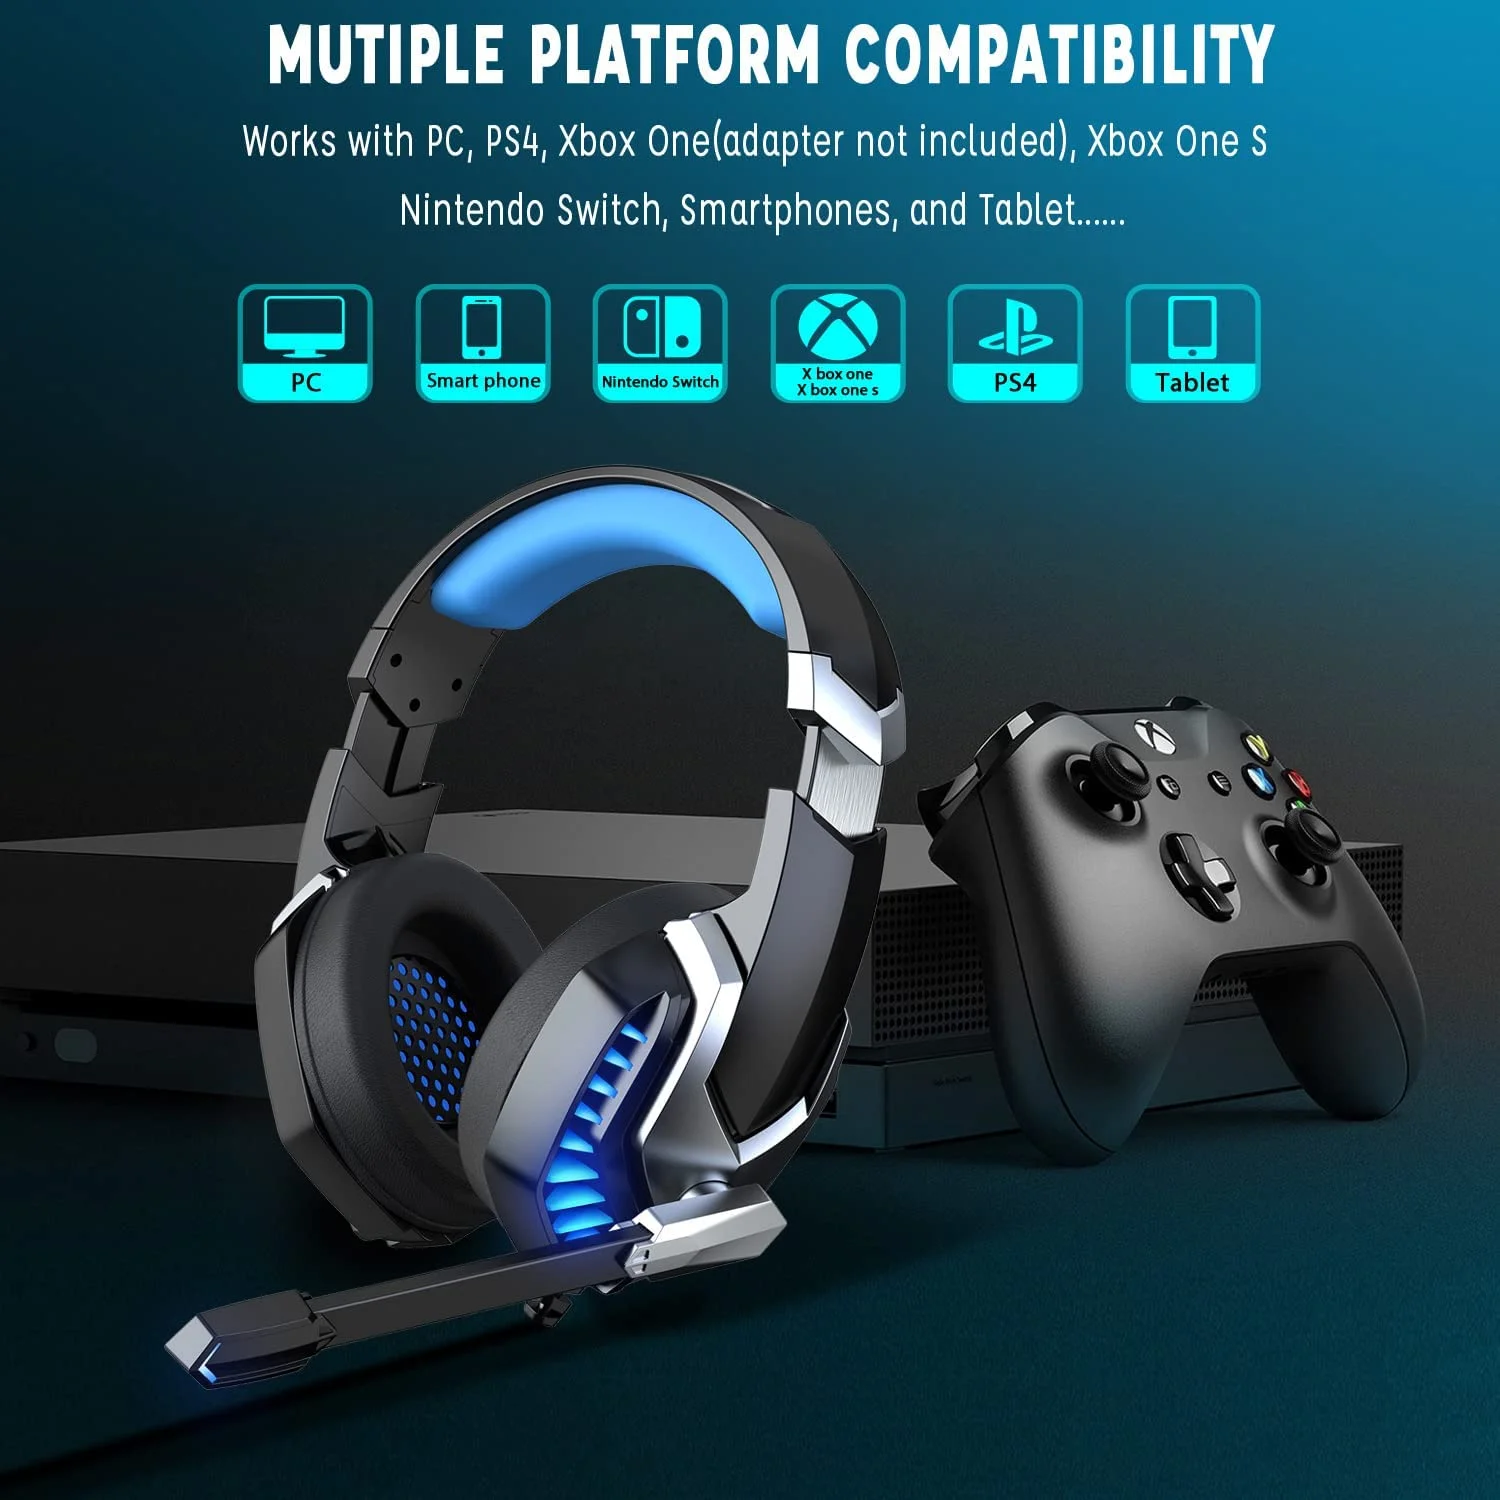 MUTIPLE PLATFORM COMPATIBILITY
Works with PC, PS4, Xbox One(adapter not included), Xbox One S
Nintendo Switch, Smartphones, and Tablet......
PC
Smart phone
Nintendo Switch
X box one
X box one s
PS4
Tablet
Y
X
B